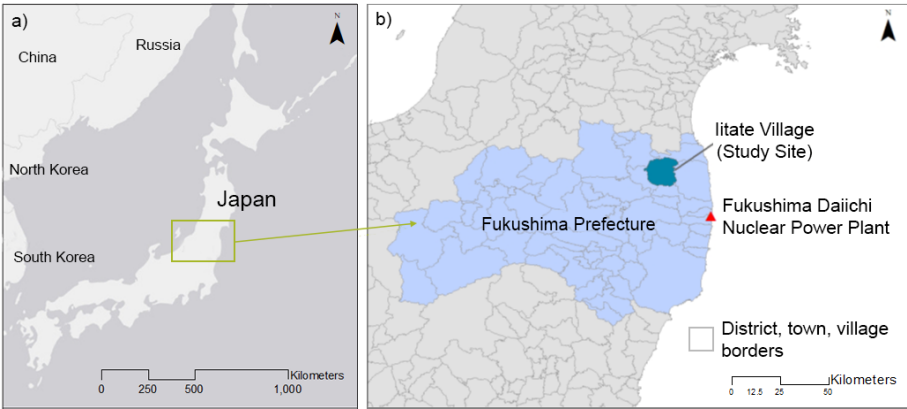 a)
N
Russia
China
North Korea
Japan
South Korea
Kilometers
0 250 500 1,000
b)
N
Iitate Village
(Study Site)
Fukushima Daiichi
Nuclear Power Plant
Fukushima Prefecture
District, town, village
borders
Kilometers
0 12.5 25 50